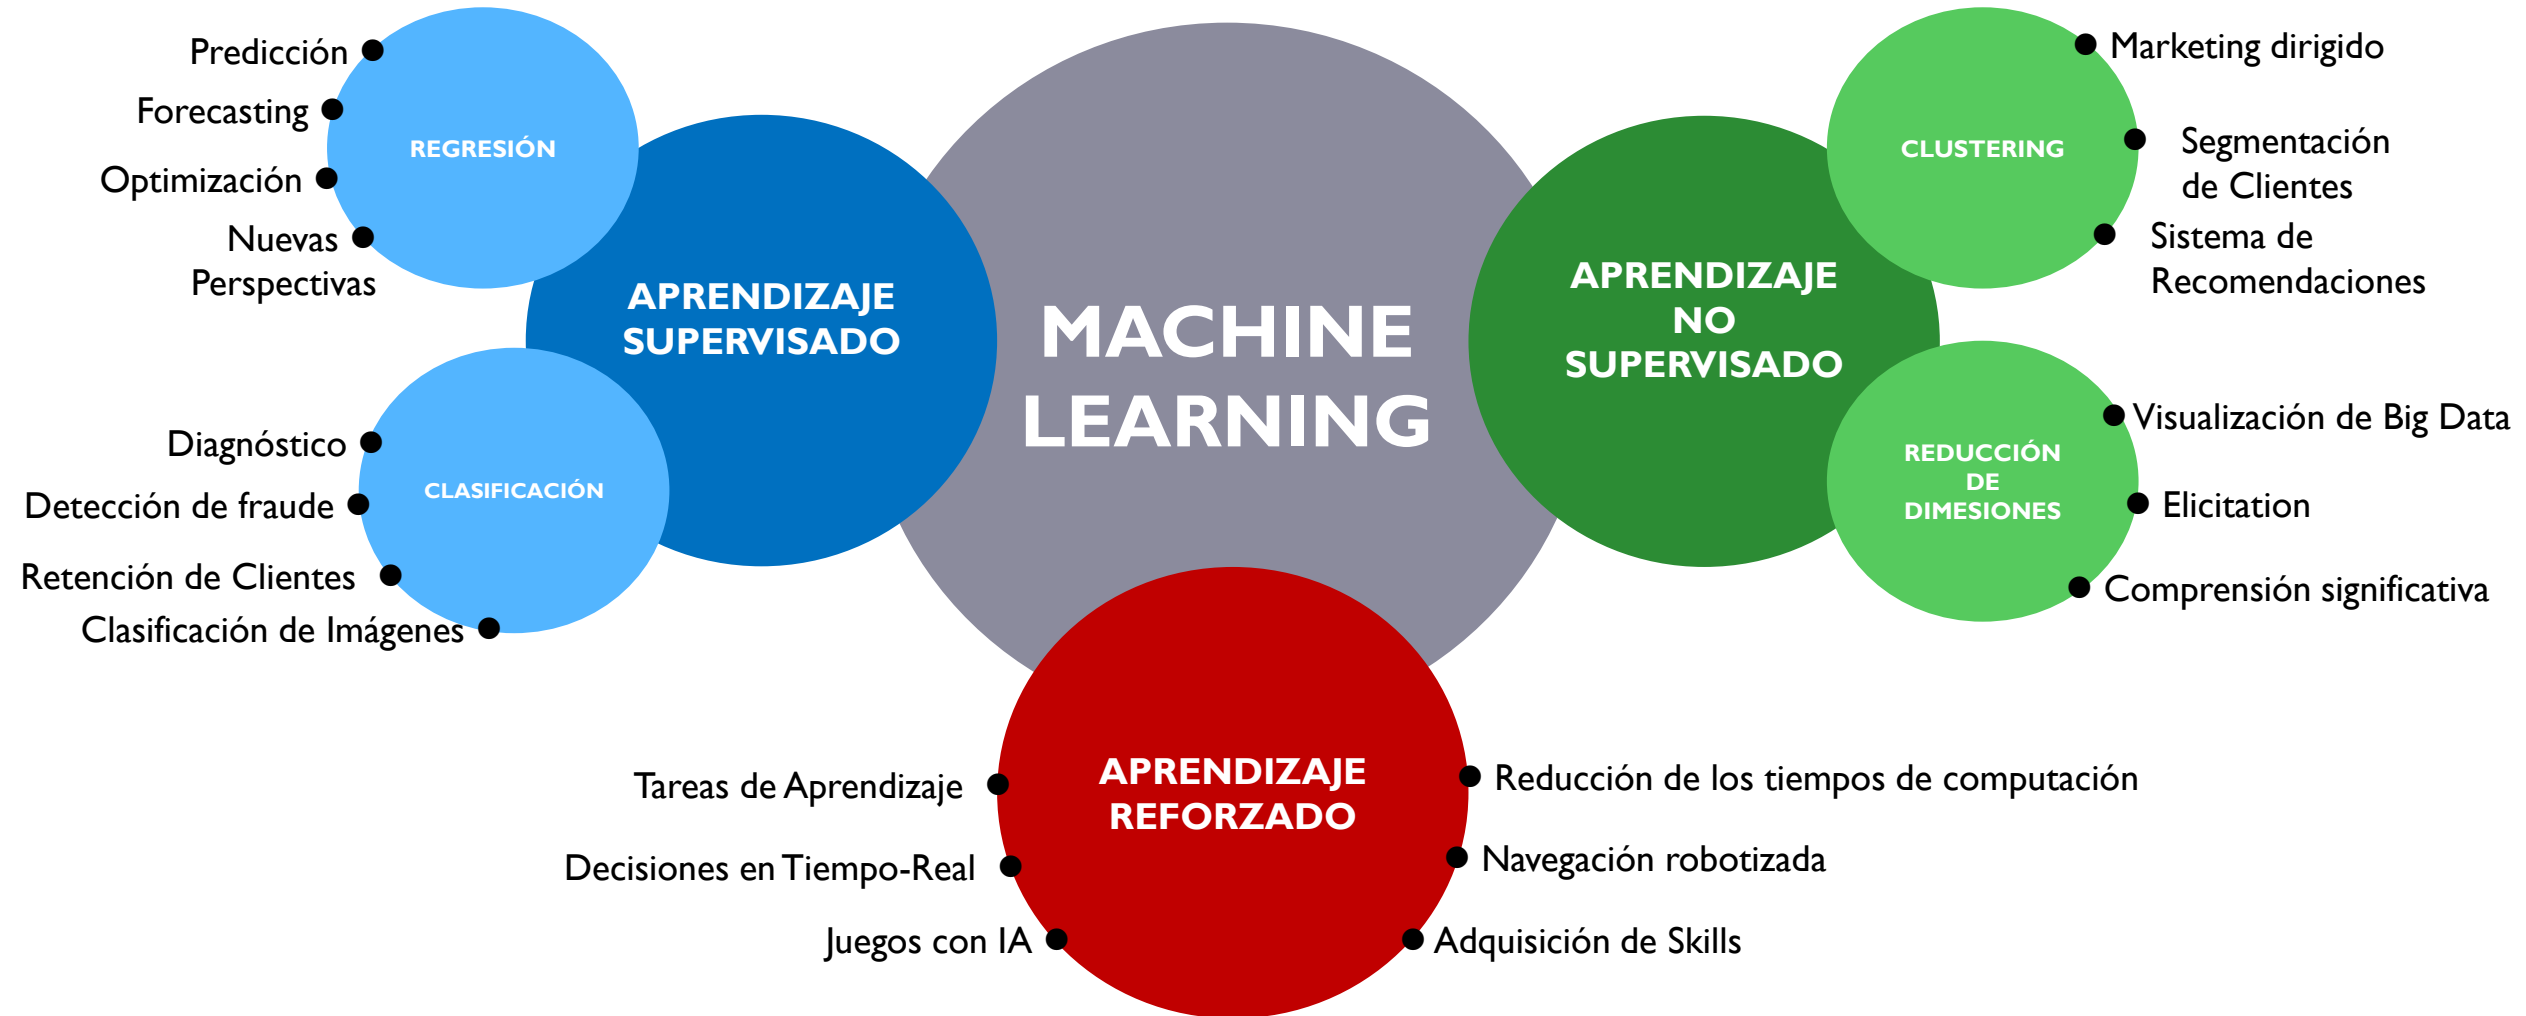 Predicción
Forecasting
Optimización
Nuevas
Perspectivas
REGRESIÓN
Diagnóstico
Detección de fraude
Retención de Clientes
Clasificación de Imágenes
CLASIFICACIÓN
APRENDIZAJE
SUPERVISADO
MACHINE
LEARNING
APRENDIZAJE
NO
SUPERVISADO
CLUSTERING
Marketing dirigido
Segmentación
de Clientes
Sistema de
Recomendaciones
REDUCCIÓN
DE
DIMESIONES
Visualización de Big Data
Elicitation
Comprensión significativa
APRENDIZAJE
REFORZADO
Tareas de Aprendizaje
Decisiones en Tiempo-Real
Juegos con IA
Reducción de los tiempos de computación
Navegación robotizada
Adquisición de Skills